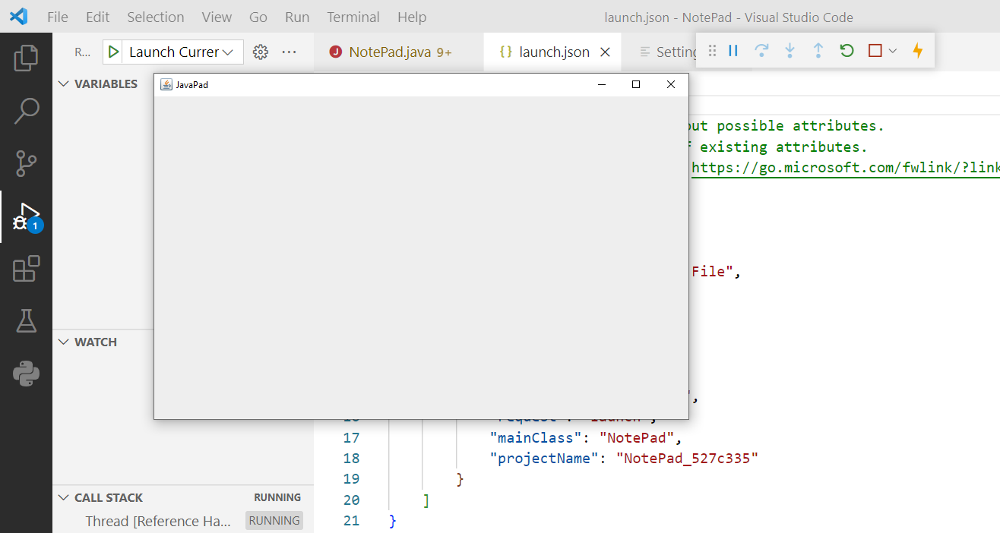 File Edit Selection View Go Run Terminal Help launch.json - NotePad - Visual Studio Code
R... Launch Currer NotePad.java 9+ {} launch.json Setting
VARIABLES
JavaPad
out possible attributes.
existing attributes.
https://go.microsoft.com/fwlink/?link
File",
1
WATCH
",
"request": "launch",
17 "mainClass": "NotePad",
18 "projectName": "NotePad_527c335"
19 }
20 ]
21 }
CALL STACK RUNNING
Thread [Reference Ha... RUNNING